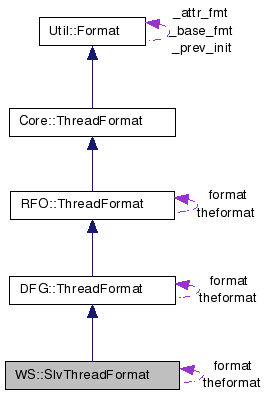 _attr_fmt
Util::Format
_base_fmt
_prev_init
Core::ThreadFormat
format
RFO::ThreadFormat
theformat
format
DFG::ThreadFormat
theformat
format
WS::SlvThreadFormat
theformat